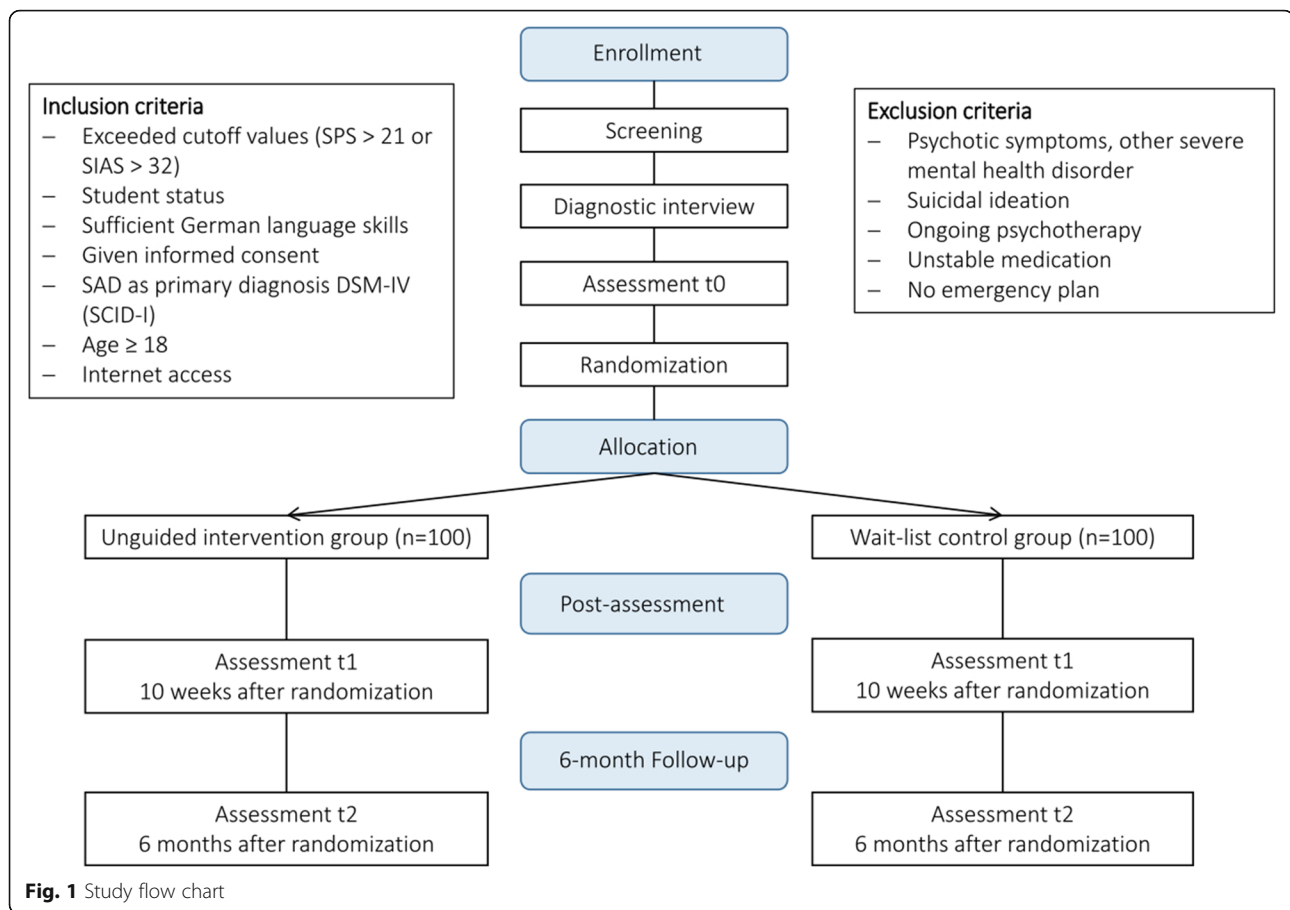 Enrollment
Inclusion criteria
– Exceeded cutoff values (SPS > 21 or
SIAS > 32)
– Student status
– Sufficient German language skills
– Given informed consent
– SAD as primary diagnosis DSM-IV
(SCID-I)
– Age ≥ 18
– Internet access
Screening
Diagnostic interview
Assessment t0
Randomization
Exclusion criteria
– Psychotic symptoms, other severe
mental health disorder
– Suicidal ideation
– Ongoing psychotherapy
– Unstable medication
– No emergency plan
Allocation
Unguided intervention group (n=100)
Wait-list control group (n=100)
Post-assessment
Assessment t1
10 weeks after randomization
Assessment t1
10 weeks after randomization
6-month Follow-up
Assessment t2
6 months after randomization
Assessment t2
6 months after randomization
Fig. 1 Study flow chart